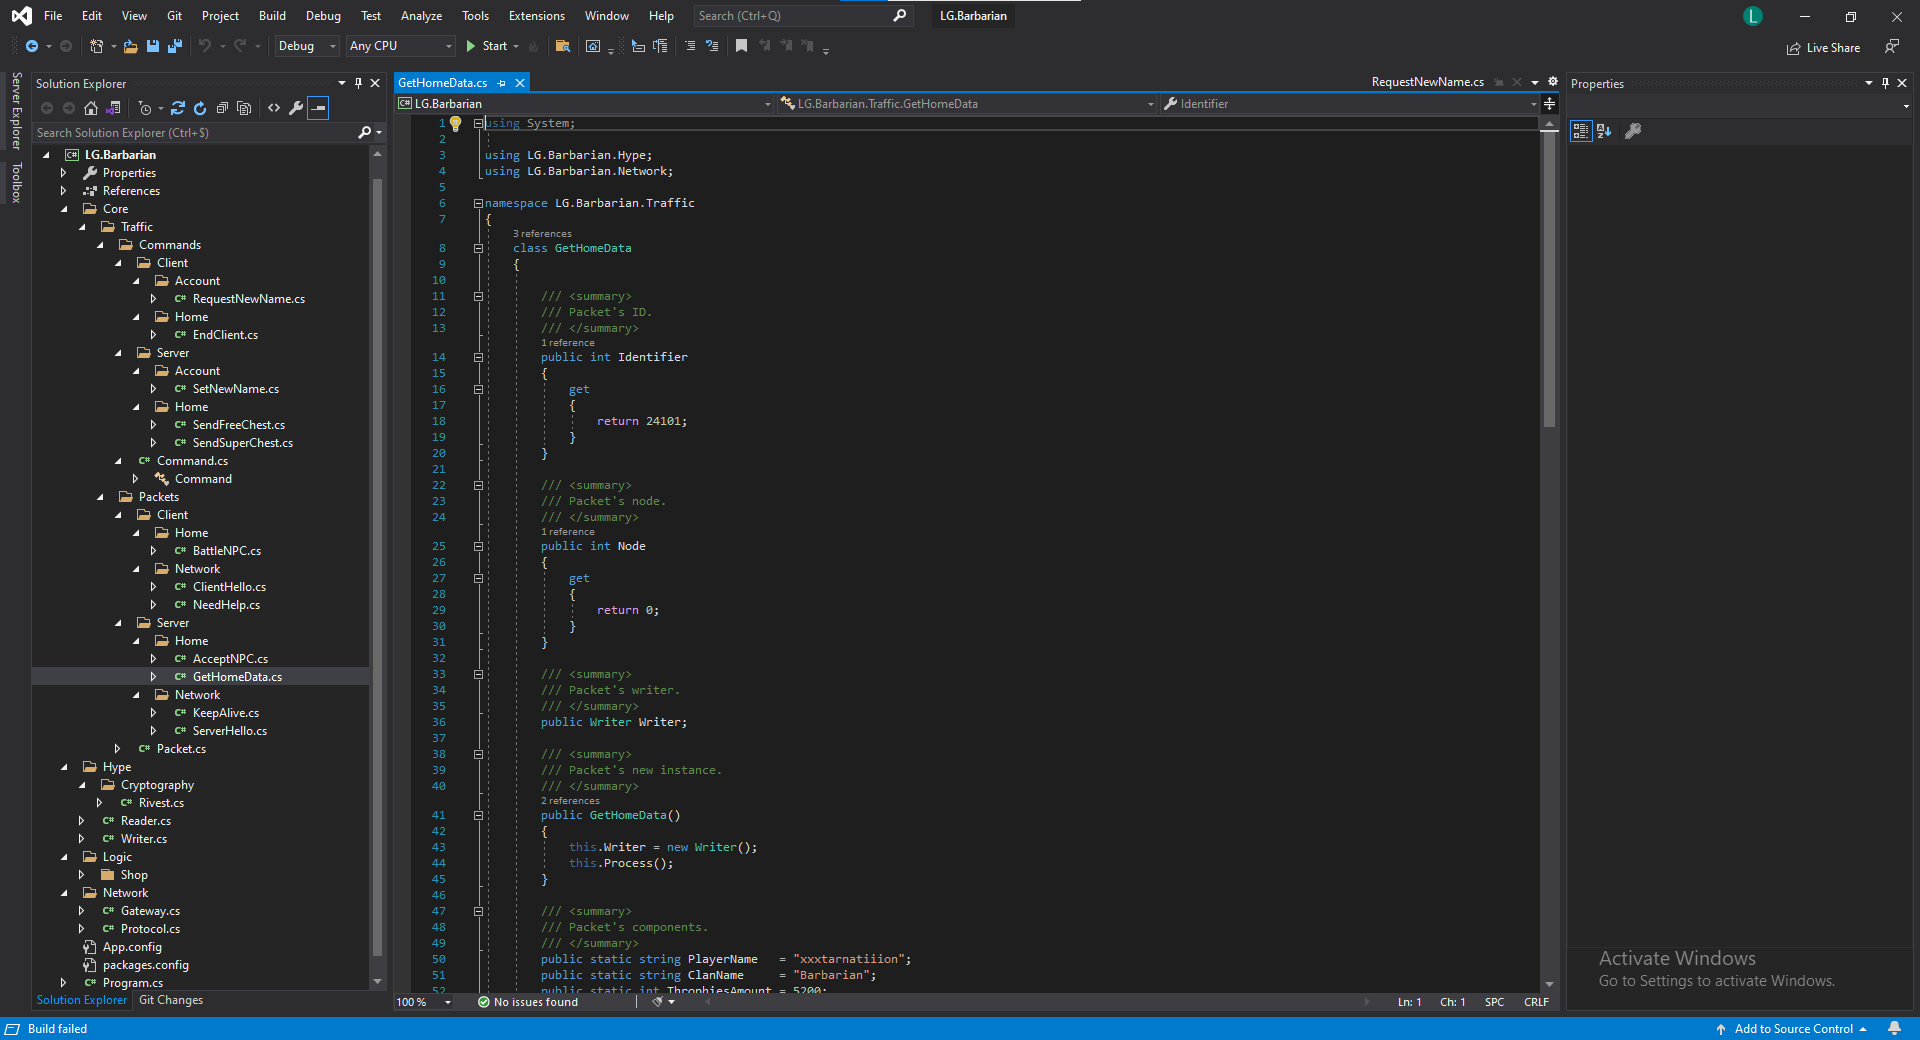 File Edit View Git Project Build Debug Test Analyze Tools Extensions Window Help Search (Ctrl+Q) LG.Barbarian L
Debug Any CPU Start Live Share
Server Explorer
Toolbox
Solution Explorer
Search Solution Explorer (Ctrl+$)
LG.Barbarian
Properties
References
Core
Traffic
Commands
Client
Account
C# RequestNewName.cs
Home
C# EndClient.cs
Server
Account
C# SetNewName.cs
Home
C# SendFreeChest.cs
C# SendSuperChest.cs
C# Command.cs
Command
Packets
Client
Home
C# BattleNPC.cs
Network
C# ClientHello.cs
C# NeedHelp.cs
Server
Home
C# AcceptNPC.cs
C# GetHomeData.cs
Network
C# KeepAlive.cs
C# ServerHello.cs
C# Packet.cs
Hype
Cryptography
C# Rivest.cs
C# Reader.cs
C# Writer.cs
Logic
Shop
Network
C# Gateway.cs
C# Protocol.cs
App.config
packages.config
C# Program.cs
Solution Explorer Git Changes
GetHomeData.cs RequestNewName.cs
C# LG.Barbarian LG.Barbarian.Traffic.GetHomeData Identifier
1 using System;
2
3 using LG.Barbarian.Hype;
4 using LG.Barbarian.Network;
5
6 namespace LG.Barbarian.Traffic
7 {
3 references
8 class GetHomeData
9 {
10
11 /// <summary>
12 /// Packet's ID.
13 /// </summary>
1 reference
14 public int Identifier
15 {
16 get
17 {
18 return 24101;
19 }
20 }
21
22 /// <summary>
23 /// Packet's node.
24 /// </summary>
1 reference
25 public int Node
26 {
27 get
28 {
29 return 0;
30 }
31 }
32
33 /// <summary>
34 /// Packet's writer.
35 /// </summary>
36 public Writer Writer;
37
38 /// <summary>
39 /// Packet's new instance.
40 /// </summary>
2 references
41 public GetHomeData()
42 {
43 this.Writer = new Writer();
44 this.Process();
45 }
46
47 /// <summary>
48 /// Packet's components.
49 /// </summary>
50 public static string PlayerName = "xxxtarnatiiion";
51 public static string ClanName = "Barbarian";
52 public static int ThrophiesAmount = 5200;
100 % No issues found Ln: 1 Ch: 1 SPC CRLF
Properties
Activate Windows
Go to Settings to activate Windows.
Build failed Add to Source Control